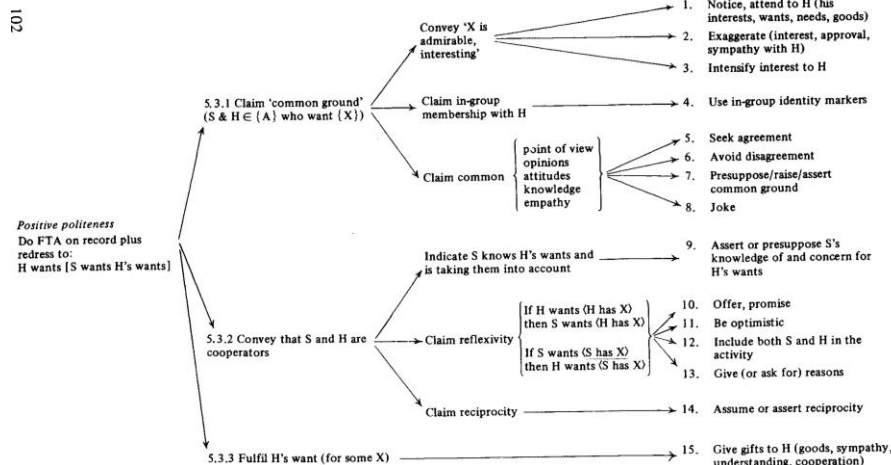 102
Positive politeness
Do FTA on record plus
redress to:
H wants [S wants H's wants]
5.3.1 Claim 'common ground'
(S & H ∈ {A} who want {X})
Convey 'X is
admirable,
interesting'
1. Notice, attend to H (his
interests, wants, needs, goods)
2. Exaggerate (interest, approval,
sympathy with H)
3. Intensify interest to H
Claim in-group
membership with H
4. Use in-group identity markers
Claim common
point of view
opinions
attitudes
knowledge
empathy
5. Seek agreement
6. Avoid disagreement
7. Presuppose/raise/assert
common ground
8. Joke
5.3.2 Convey that S and H are
cooperators
Indicate S knows H's wants and
is taking them into account
9. Assert or presuppose S's
knowledge of and concern for
H's wants
Claim reflexivity
If H wants ⟨H has X⟩
then S wants ⟨H has X⟩
If S wants ⟨S has X⟩
then H wants ⟨S has X⟩
10. Offer, promise
11. Be optimistic
12. Include both S and H in the
activity
13. Give (or ask for) reasons
Claim reciprocity
14. Assume or assert reciprocity
5.3.3 Fulfil H's want (for some X)
15. Give gifts to H (goods, sympathy,
understanding, cooperation)